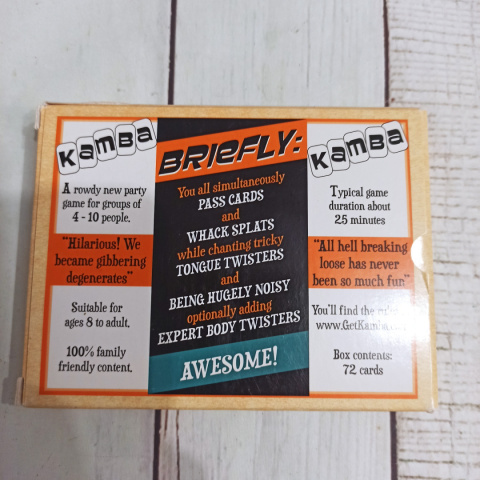 KAMBA
A rowdy new party
game for groups of
4 - 10 people.
"Hilarious! We
became gibbering
degenerates"
Suitable for
ages 8 to adult.
100% family
friendly content.
BRIEFLY:
You all simultaneously
PASS CARDS
and
WHACK SPLATS
while chanting tricky
TONGUE TWISTERS
and
BEING HUGELY NOISY
optionally adding
EXPERT BODY TWISTERS
AWESOME!
KAMBA
Typical game
duration about
25 minutes
"All hell breaking
loose has never
been so much fun"
You'll find the
www.GetKamba.
Box contents:
72 cards